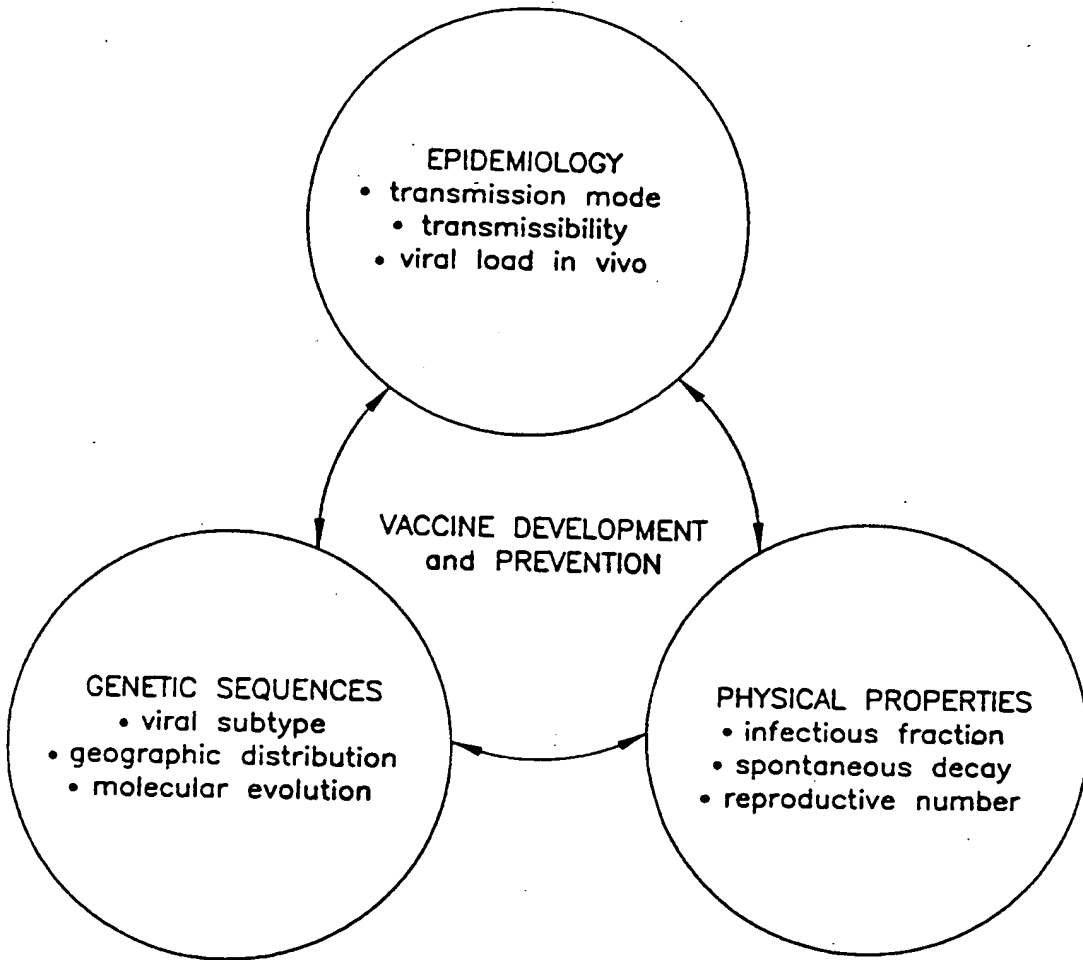 EPIDEMIOLOGY
• transmission mode
• transmissibility
• viral load in vivo
VACCINE DEVELOPMENT
and PREVENTION
GENETIC SEQUENCES
• viral subtype
• geographic distribution
• molecular evolution
PHYSICAL PROPERTIES
• infectious fraction
• spontaneous decay
• reproductive number